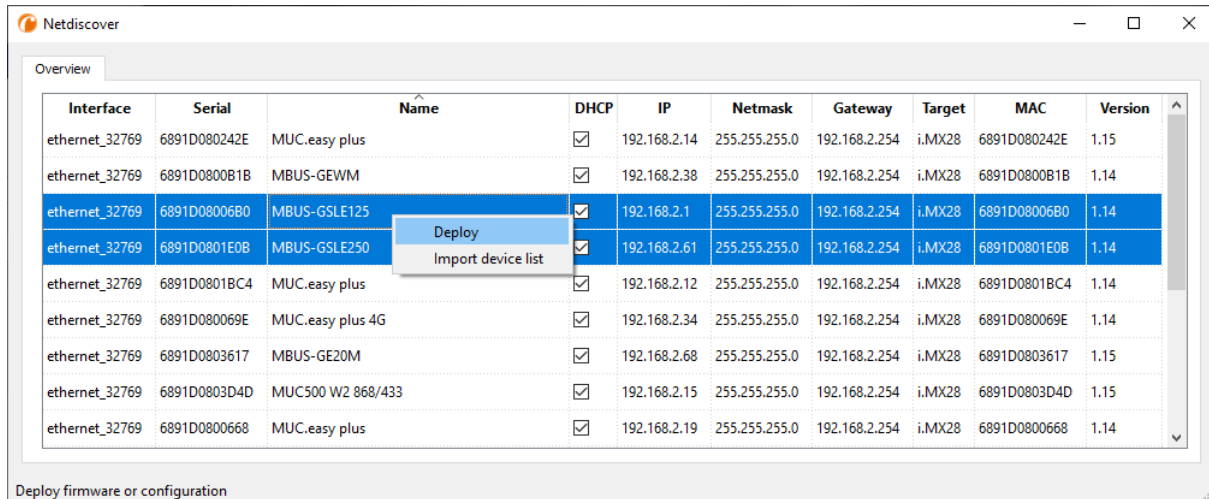 Netdiscover
Overview
Interface Serial Name DHCP IP Netmask Gateway Target MAC Version
ethernet_32769 6891D080242E MUC.easy plus 192.168.2.14 255.255.255.0 192.168.2.254 i.MX28 6891D080242E 1.15
ethernet_32769 6891D0800B1B MBUS-GEWM 192.168.2.38 255.255.255.0 192.168.2.254 i.MX28 6891D0800B1B 1.14
ethernet_32769 6891D08006B0 MBUS-GSLE125 192.168.2.1 255.255.255.0 192.168.2.254 i.MX28 6891D08006B0 1.14
Deploy
ethernet_32769 6891D0801E0B MBUS-GSLE250 192.168.2.61 255.255.255.0 192.168.2.254 i.MX28 6891D0801E0B 1.14
Import device list
ethernet_32769 6891D0801BC4 MUC.easy plus 192.168.2.12 255.255.255.0 192.168.2.254 i.MX28 6891D0801BC4 1.14
ethernet_32769 6891D080069E MUC.easy plus 4G 192.168.2.34 255.255.255.0 192.168.2.254 i.MX28 6891D080069E 1.14
ethernet_32769 6891D0803617 MBUS-GE20M 192.168.2.68 255.255.255.0 192.168.2.254 i.MX28 6891D0803617 1.15
ethernet_32769 6891D0803D4D MUC500 W2 868/433 192.168.2.15 255.255.255.0 192.168.2.254 i.MX28 6891D0803D4D 1.15
ethernet_32769 6891D0800668 MUC.easy plus 192.168.2.19 255.255.255.0 192.168.2.254 i.MX28 6891D0800668 1.14
Deploy firmware or configuration